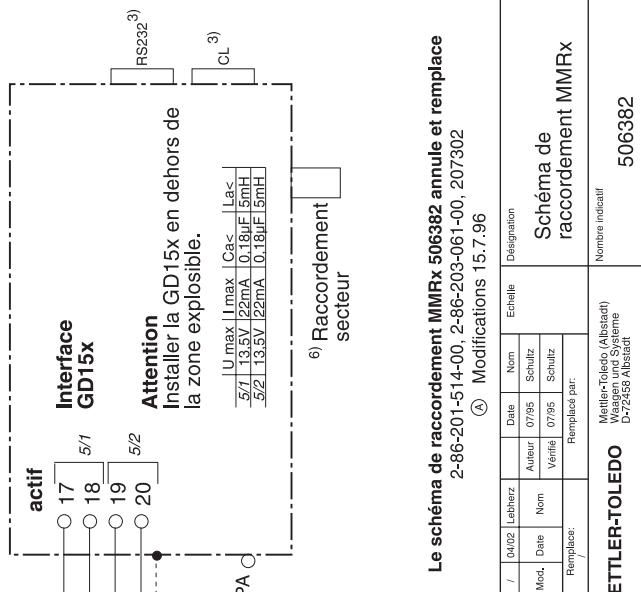 actif
17
18
19
20
5/1
5/2
PA
Interface
GD15x
Attention
Installer la GD15x en dehors de
la zone explosible.
U max I max Ca< La<
5/1 13,5V 22mA 0,18µF 5mH
5/2 13,5V 22mA 0,18µF 5mH
RS232 3)
CL 3)
6) Raccordement
secteur
Le schéma de raccordement MMRx 506382 annule et remplace
2-86-201-514-00, 2-86-203-061-00, 207302
A Modifications 15.7.96
/ 04/02 Lebherz
Mod. Date Nom
Remplace:
/
Date Nom
Auteur 07/95 Schultz
Vérifié 07/95 Schultz
Remplacé par:
Echelle
Désignation
Schéma de
raccordement MMRx
ETTLER-TOLEDO
Mettler-Toledo (Albstadt)
Waagen und Systeme
D-72458 Albstadt
Nombre indicatif
506382